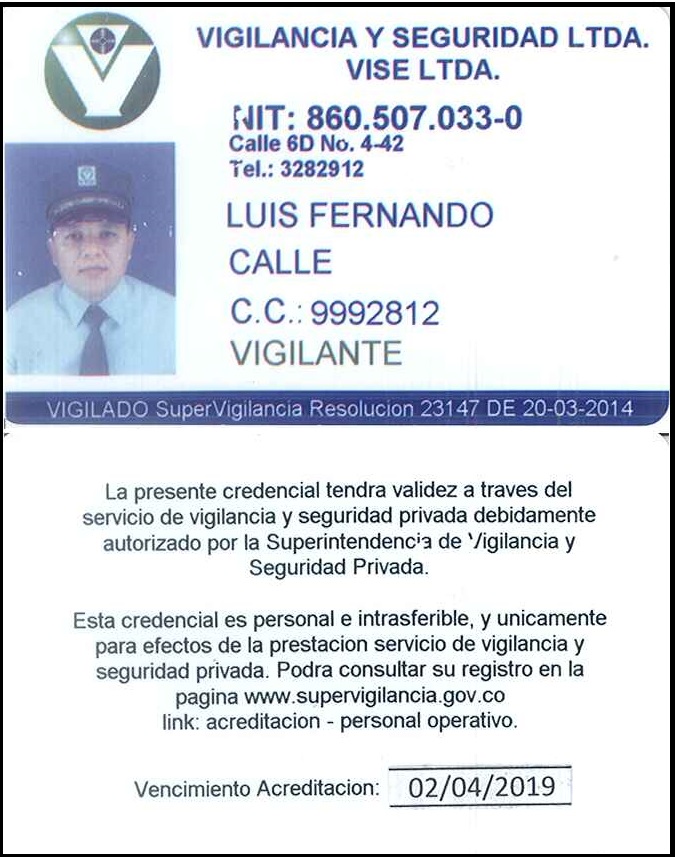 VIGILANCIA Y SEGURIDAD LTDA.
VISE LTDA.
NIT: 860.507.033-0
Calle 6D No. 4-42
Tel.: 3282912
LUIS FERNANDO
CALLE
C.C.: 9992812
VIGILANTE
VIGILADO SuperVigilancia Resolucion 23147 DE 20-03-2014
La presente credencial tendra validez a traves del
servicio de vigilancia y seguridad privada debidamente
autorizado por la Superintendencia de Vigilancia y
Seguridad Privada.
Esta credencial es personal e intrasferible, y unicamente
para efectos de la prestacion servicio de vigilancia y
seguridad privada. Podra consultar su registro en la
pagina www.supervigilancia.gov.co
link: acreditacion - personal operativo.
Vencimiento Acreditacion: 02/04/2019